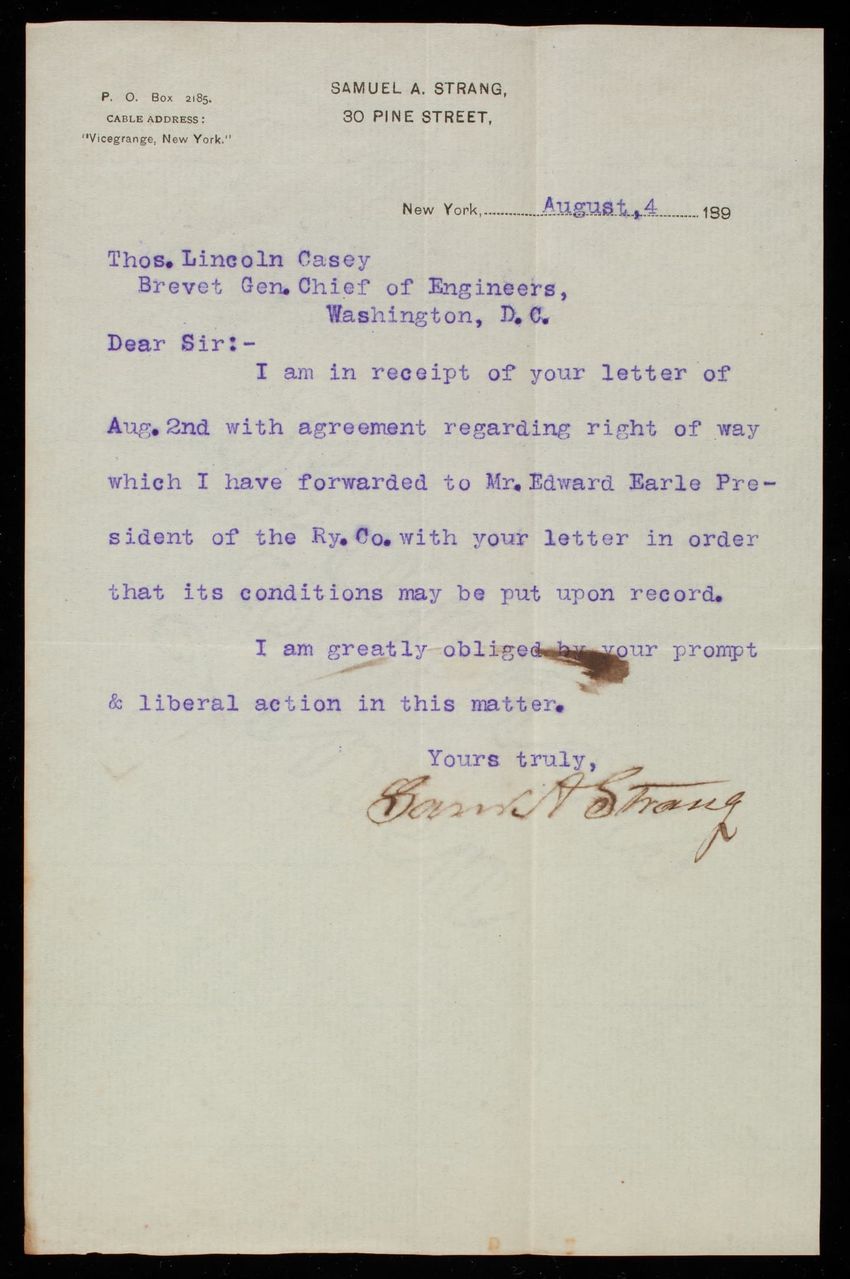 P. O. Box 2185.
CABLE ADDRESS:
"Vicegrange, New York."
SAMUEL A. STRANG,
30 PINE STREET,
New York, August,4 189
Thos. Lincoln Casey
Brevet Gen. Chief of Engineers,
Washington, D.C.
Dear Sir:-
I am in receipt of your letter of
Aug. 2nd with agreement regarding right of way
which I have forwarded to Mr. Edward Earle Pre-
sident of the Ry. Co. with your letter in order
that its conditions may be put upon record.
I am greatly obliged by your prompt
& liberal action in this matter.
Yours truly,
Saml A Strang